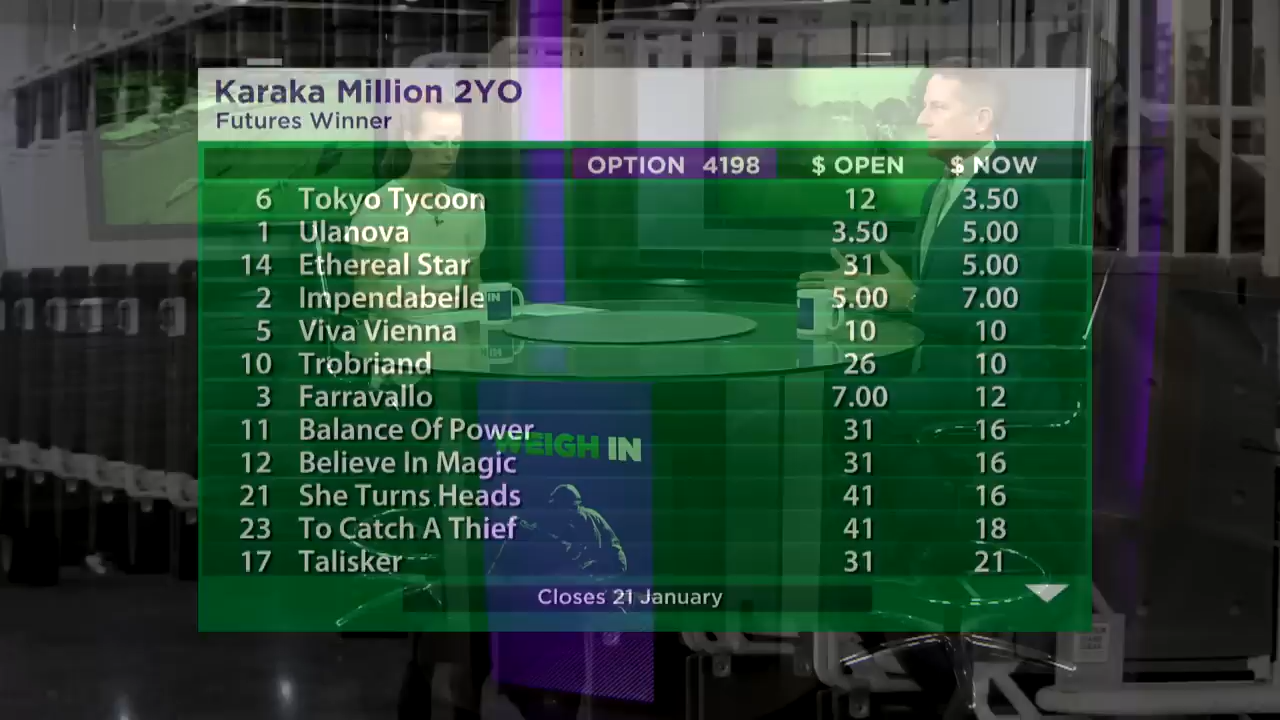 Karaka Million 2YO
Futures Winner
OPTION 4198 $ OPEN $ NOW
6 Tokyo Tycoon 12 3.50
1 Ulanova 3.50 5.00
14 Ethereal Star 31 5.00
2 Impendabelle 5.00 7.00
5 Viva Vienna 10 10
10 Trobriand 26 10
3 Farravallo 7.00 12
11 Balance Of Power 31 16
12 Believe In Magic 31 16
21 She Turns Heads 41 16
23 To Catch A Thief 41 18
17 Talisker 31 21
Closes 21 January
IN
WEIGH IN